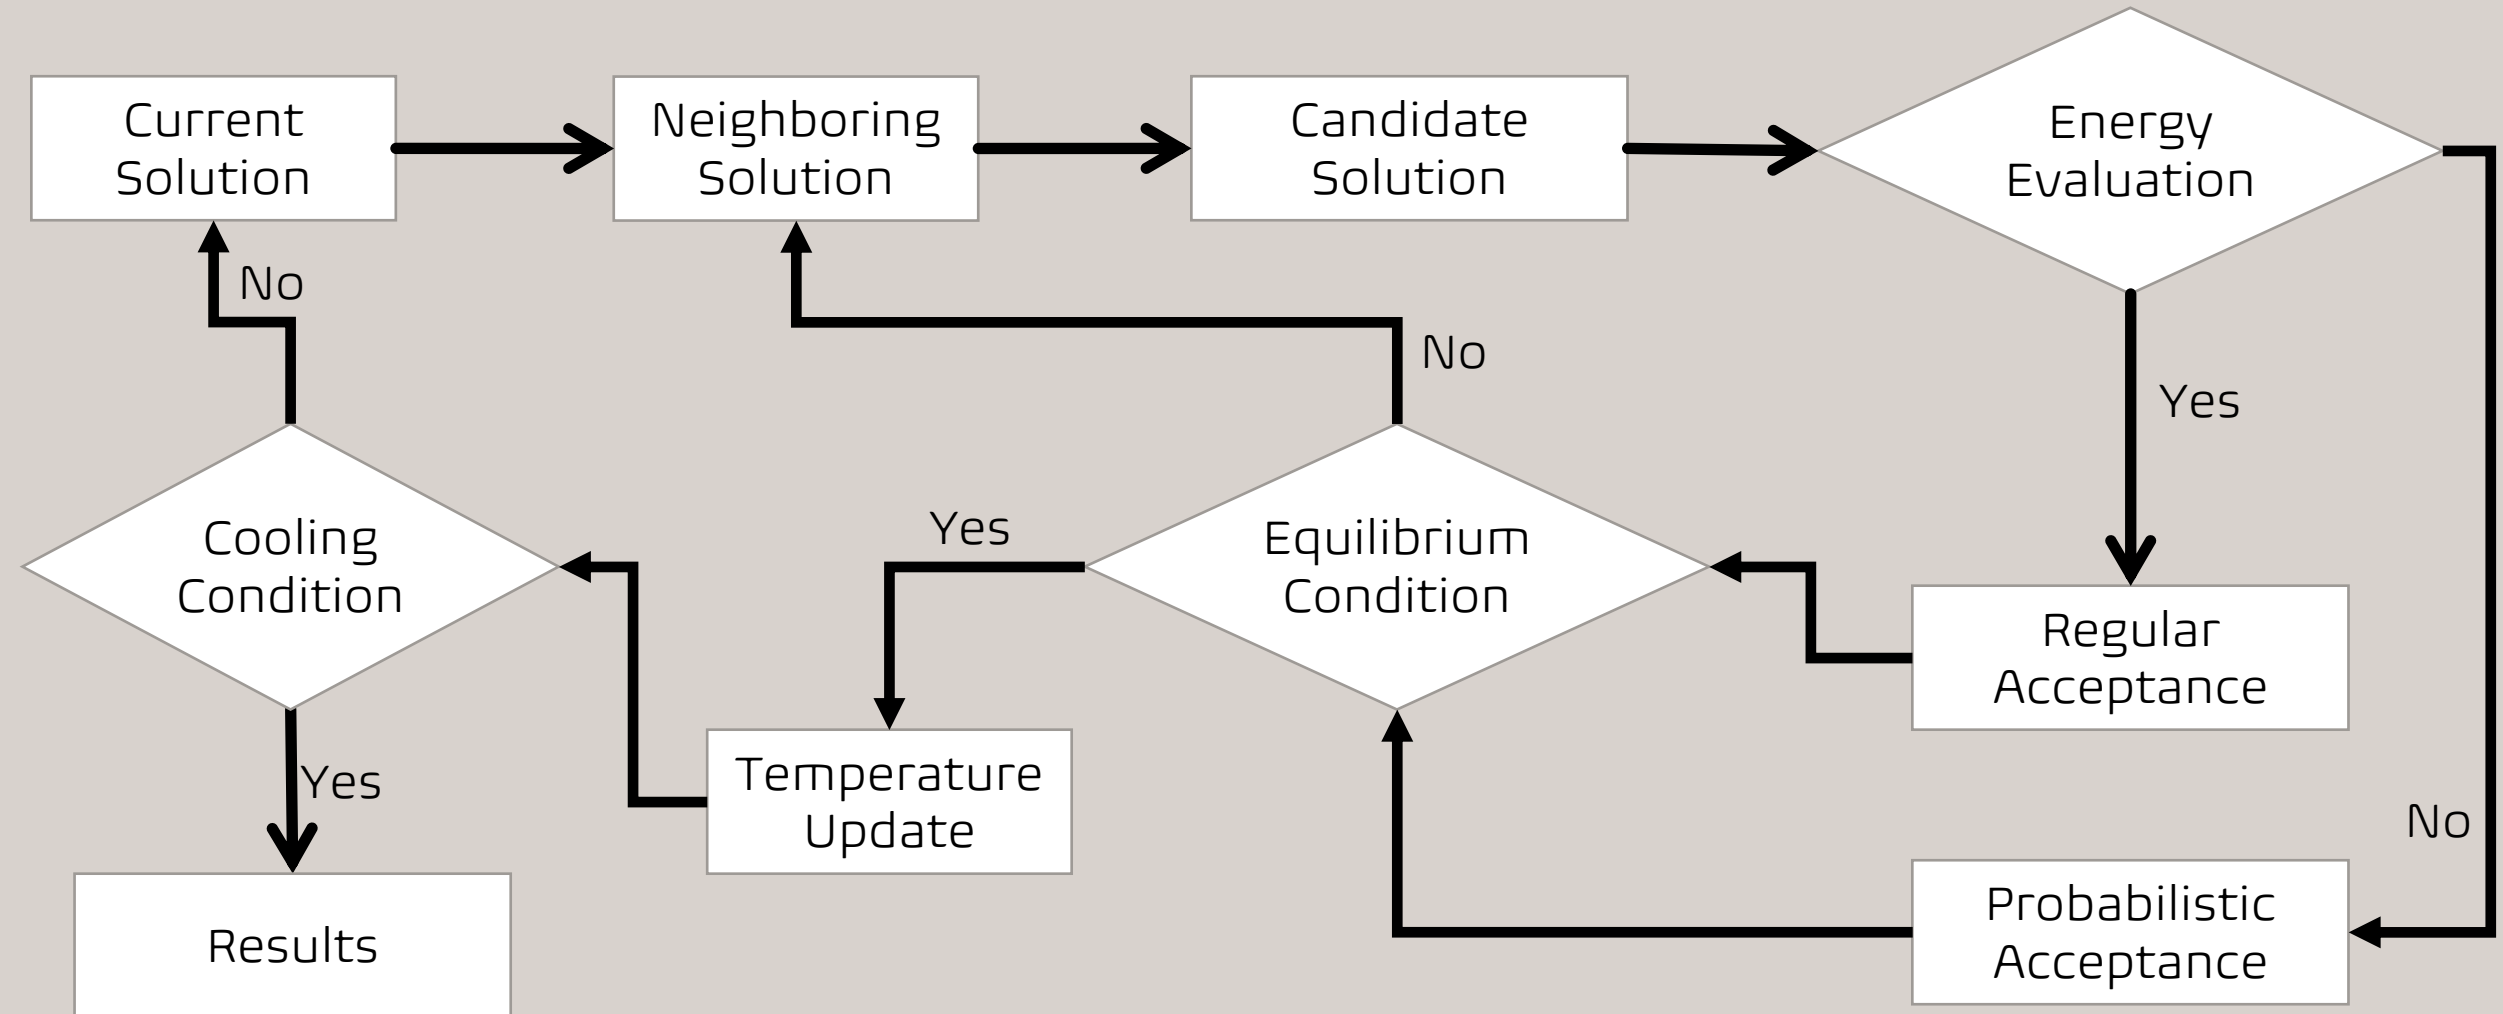 Current
Solution
Neighboring
Solution
Candidate
Solution
Energy
Evaluation
No
No
Yes
Cooling
Condition
Yes
Equilibrium
Condition
Regular
Acceptance
Yes
Temperature
Update
No
Results
Probabilistic
Acceptance